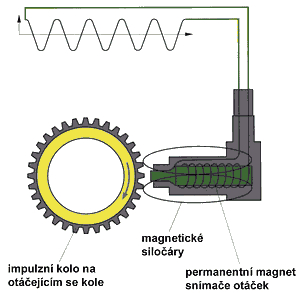 magnetické
siločáry
impulzní kolo na
otáčejícím se kole
permanentní magnet
snímače otáček